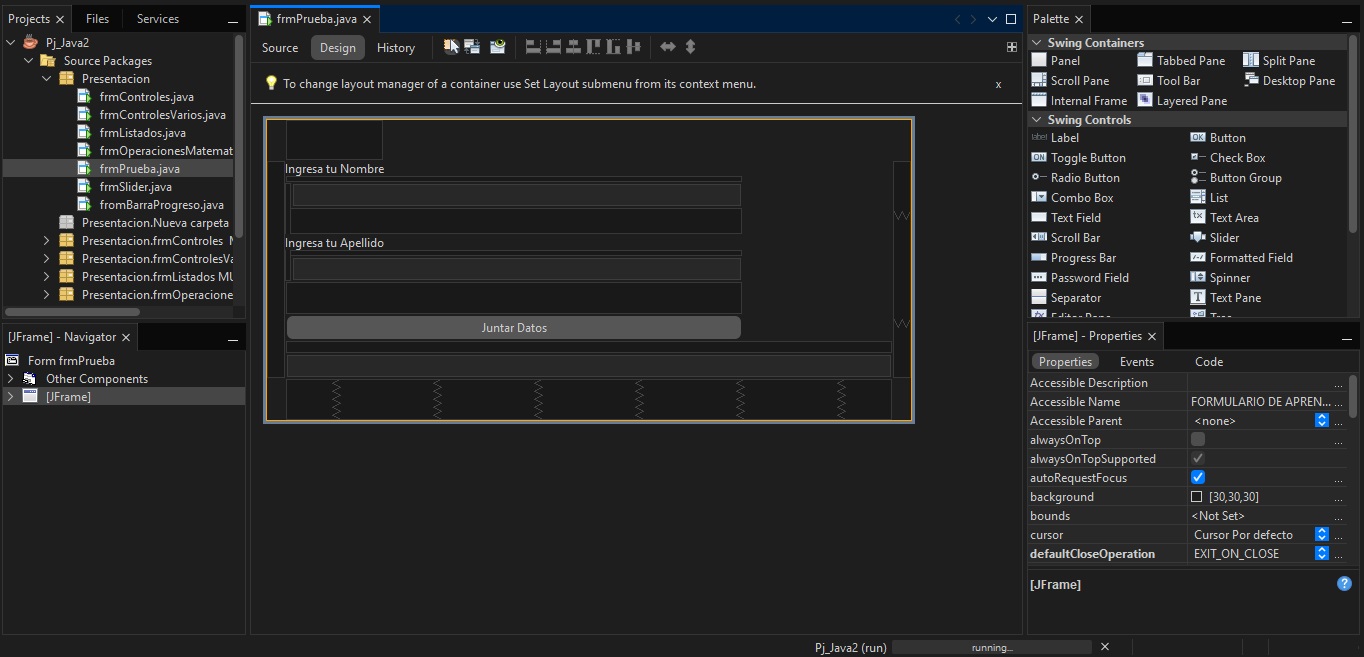 Projects Files Services
Pj_Java2
Source Packages
Presentacion
frmControles.java
frmControlesVarios.java
frmListados.java
frmOperacionesMatemat
frmPrueba.java
frmSlider.java
fromBarraProgreso.java
Presentacion.Nueva carpeta
Presentacion.frmControles M
Presentacion.frmControlesVa
Presentacion.frmListados MU
Presentacion.frmOperacione
[JFrame] - Navigator
Form frmPrueba
Other Components
[JFrame]
frmPrueba.java
Source Design History
To change layout manager of a container use Set Layout submenu from its context menu.
x
Ingresa tu Nombre
Ingresa tu Apellido
Juntar Datos
Palette
Swing Containers
Panel Tabbed Pane Split Pane
Scroll Pane Tool Bar Desktop Pane
Internal Frame Layered Pane
Swing Controls
label Label OK Button
ON Toggle Button Check Box
Radio Button Button Group
Combo Box List
Text Field Text Area
Scroll Bar Slider
Progress Bar Formatted Field
Password Field Spinner
Separator Text Pane
Editor Pane Tree
[JFrame] - Properties
Properties Events Code
Accessible Description ...
Accessible Name FORMULARIO DE APREN... ...
Accessible Parent <none> ...
alwaysOnTop ...
alwaysOnTopSupported ...
autoRequestFocus ...
background [30,30,30] ...
bounds <Not Set> ...
cursor Cursor Por defecto ...
defaultCloseOperation EXIT_ON_CLOSE ...
[JFrame]
?
Pj_Java2 (run) running...